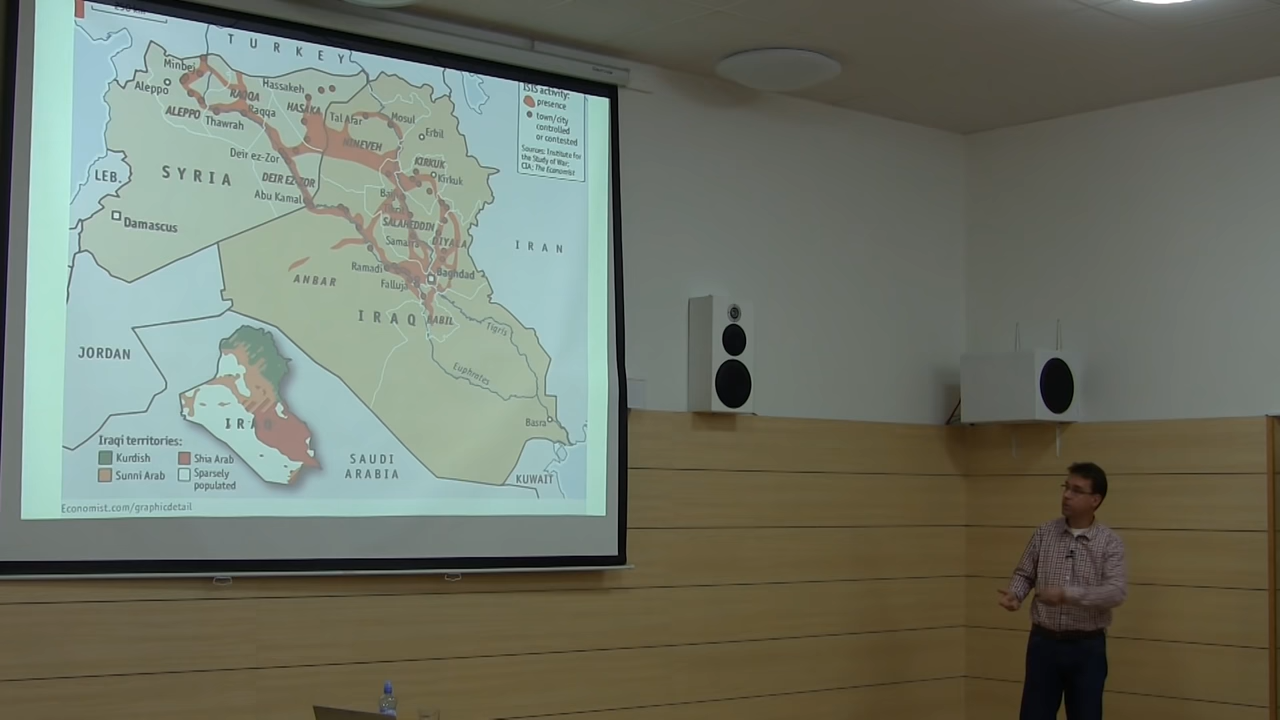 TURKEY
Minbej
Aleppo
Hassakeh
ISIS activity:
presence
town/city
controlled
or contested
Sources: Institute for
the Study of War;
CIA; The Economist
RAQQA
Raqqa
HASAKA
ALEPPO
Thawrah
Tal Afar
Mosul
Erbil
NINEVEH
Deir ez-Zor
KIRKUK
Kirkuk
LEB.
SYRIA
DEIR EZ-ZOR
Abu Kamal
Damascus
SALAHEDDIN
Samarra
DIYALA
IRAN
Ramadi
Baghdad
ANBAR
Falluja
IRAQ
BABIL
Tigris
JORDAN
Euphrates
Basra
IRAQ
Iraqi territories:
Kurdish
Shia Arab
Sunni Arab
Sparsely
populated
SAUDI
ARABIA
KUWAIT
Economist.com/graphicdetail